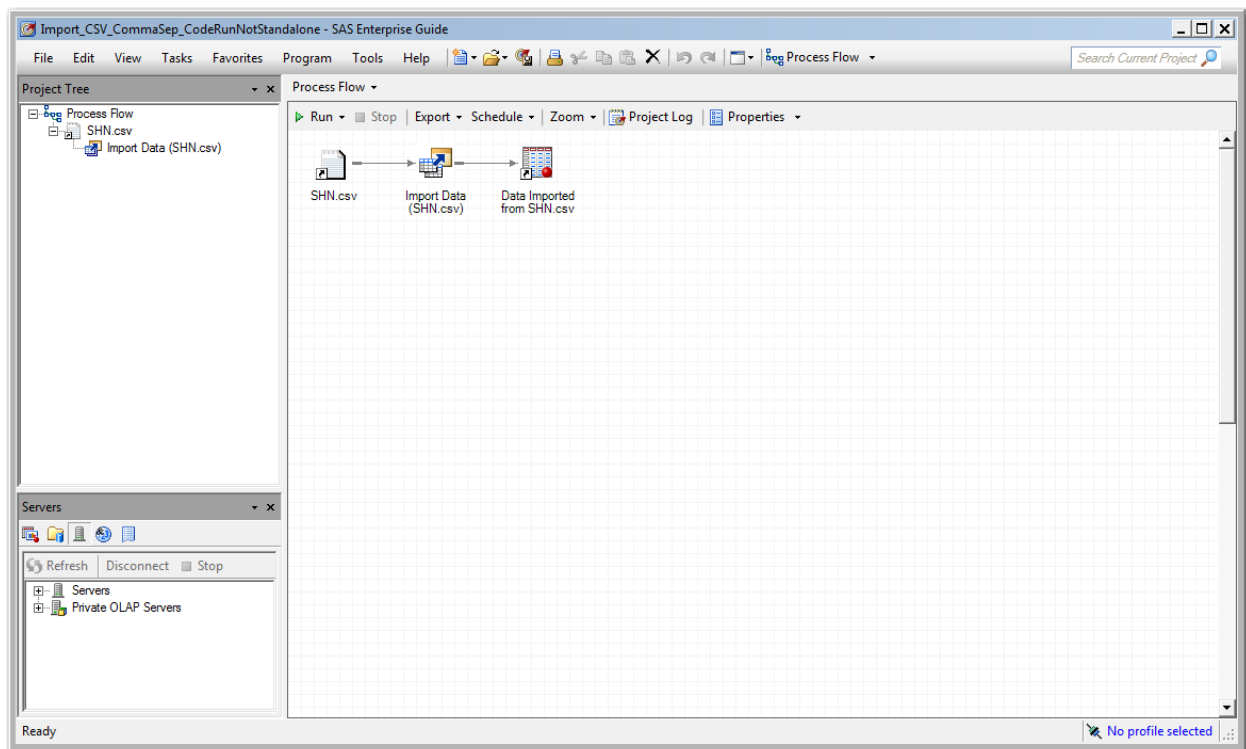 Import_CSV_CommaSep_CodeRunNotStandalone - SAS Enterprise Guide
File Edit View Tasks Favorites Program Tools Help Process Flow
Search Current Project
Project Tree
Process Flow
SHN.csv
Import Data (SHN.csv)
Process Flow
Run Stop Export Schedule Zoom Project Log Properties
SHN.csv
Import Data
(SHN.csv)
Data Imported
from SHN.csv
Servers
Refresh Disconnect Stop
Servers
Private OLAP Servers
Ready
No profile selected